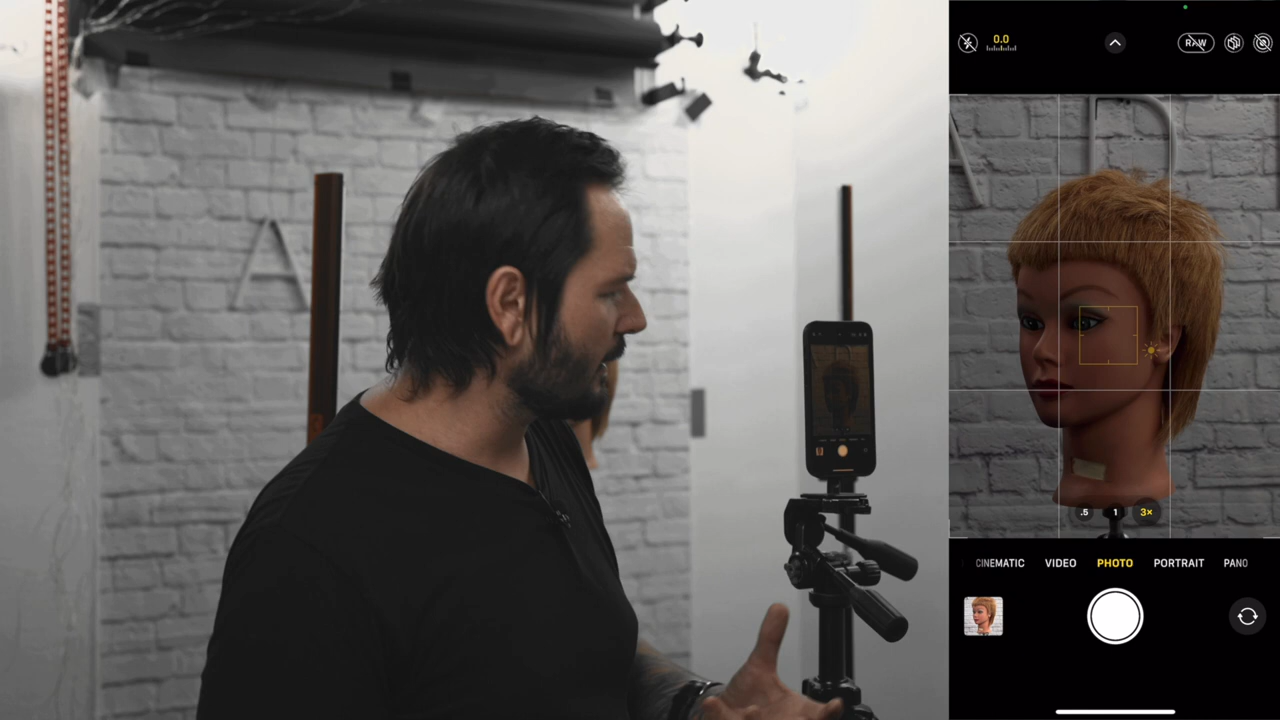 A
0.0
RAW
A
D
.5 1 3×
CINEMATIC VIDEO PHOTO PORTRAIT PANO